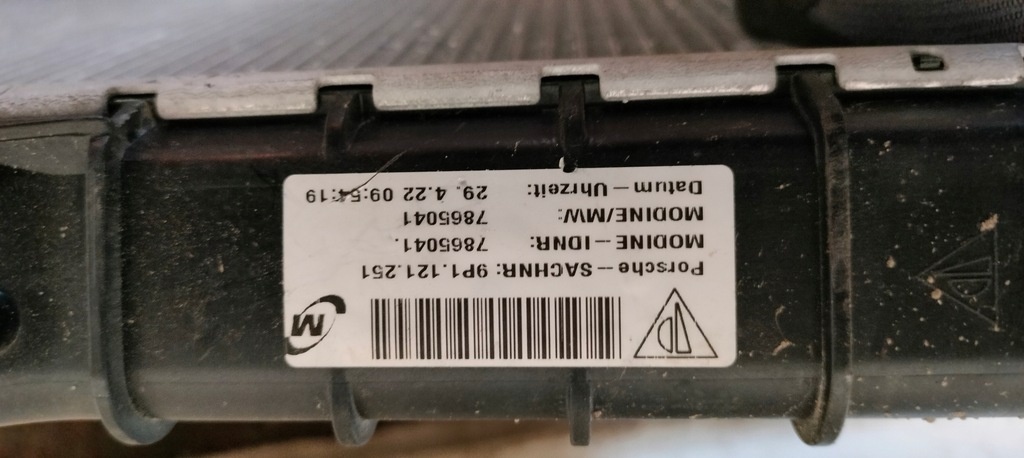 M
Porsche – SACHNR: 9P1.121.251
MODINE – IDNR: 7865041.
MODINE/MW: 7865041
Datum – Uhrzeit: 29. 4.22 09:54:19